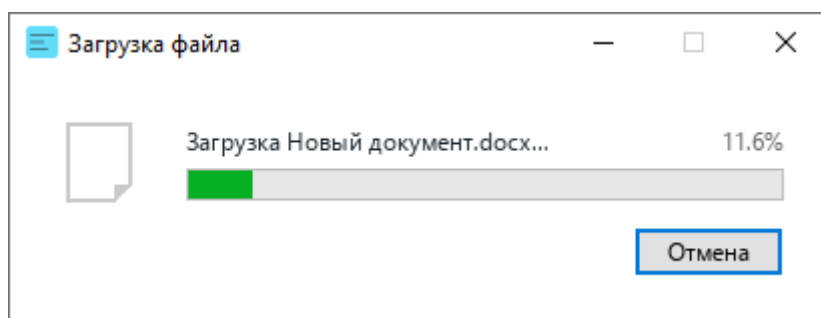 Загрузка файла
Загрузка Новый документ.docx... 11.6%
Отмена